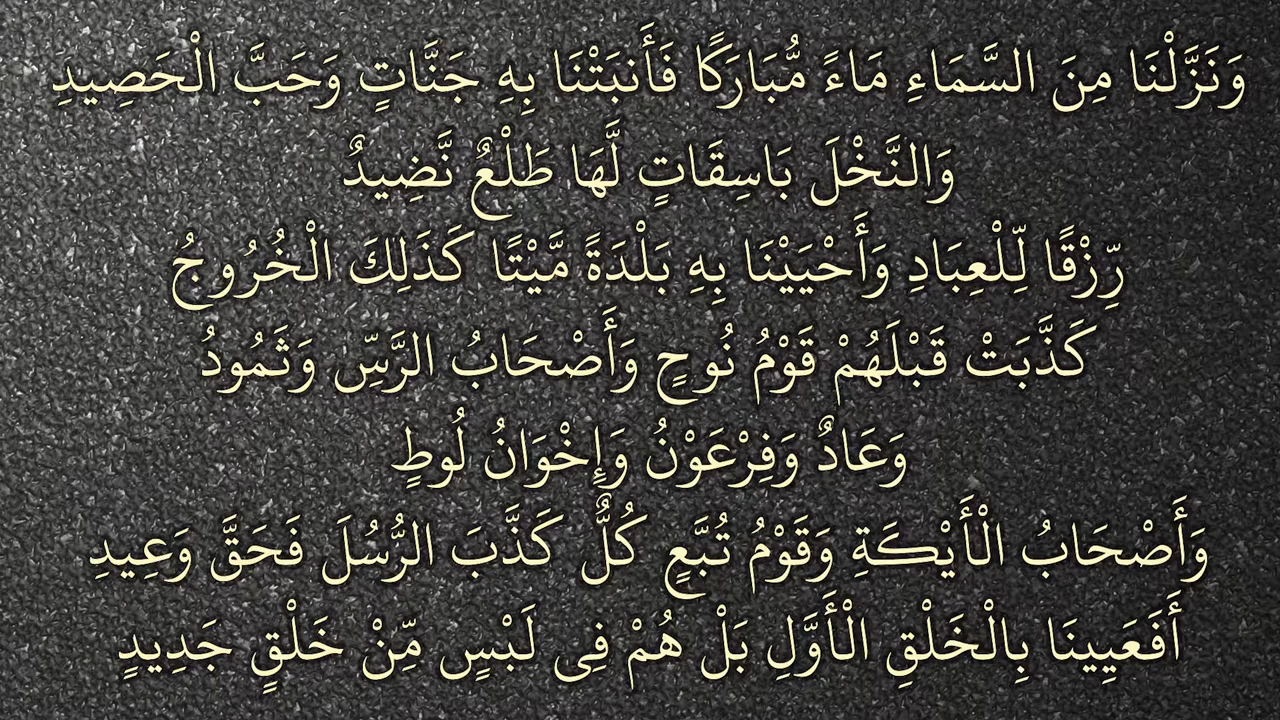 وَنَزَّلْنَا مِنَ السَّمَاءِ مَاءً مُّبَارَكًا فَأَنبَتْنَا بِهِ جَنَّاتٍ وَحَبَّ الْحَصِيدِ
وَالنَّخْلَ بَاسِقَاتٍ لَّهَا طَلْعٌ نَّضِيدٌ
رِّزْقًا لِّلْعِبَادِ وَأَحْيَيْنَا بِهِ بَلْدَةً مَّيْتًا كَذَلِكَ الْخُرُوجُ
كَذَّبَتْ قَبْلَهُمْ قَوْمُ نُوحٍ وَأَصْحَابُ الرَّسِّ وَثَمُودُ
وَعَادٌ وَفِرْعَوْنُ وَإِخْوَانُ لُوطٍ
وَأَصْحَابُ الْأَيْكَةِ وَقَوْمُ تُبَّعٍ كُلٌّ كَذَّبَ الرُّسُلَ فَحَقَّ وَعِيدِ
أَفَعَيِينَا بِالْخَلْقِ الْأَوَّلِ بَلْ هُمْ فِى لَبْسٍ مِّنْ خَلْقٍ جَدِيدٍ